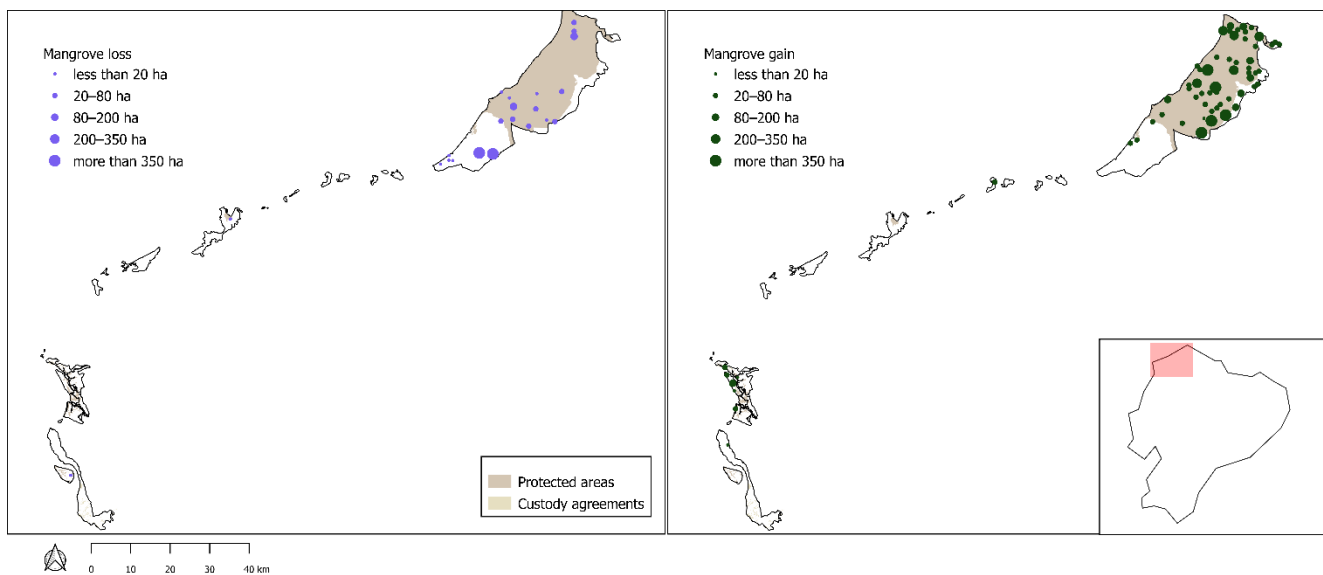 Mangrove loss
less than 20 ha
20–80 ha
80–200 ha
200–350 ha
more than 350 ha
Protected areas
Custody agreements
Mangrove gain
less than 20 ha
20–80 ha
80–200 ha
200–350 ha
more than 350 ha
0 10 20 30 40 km